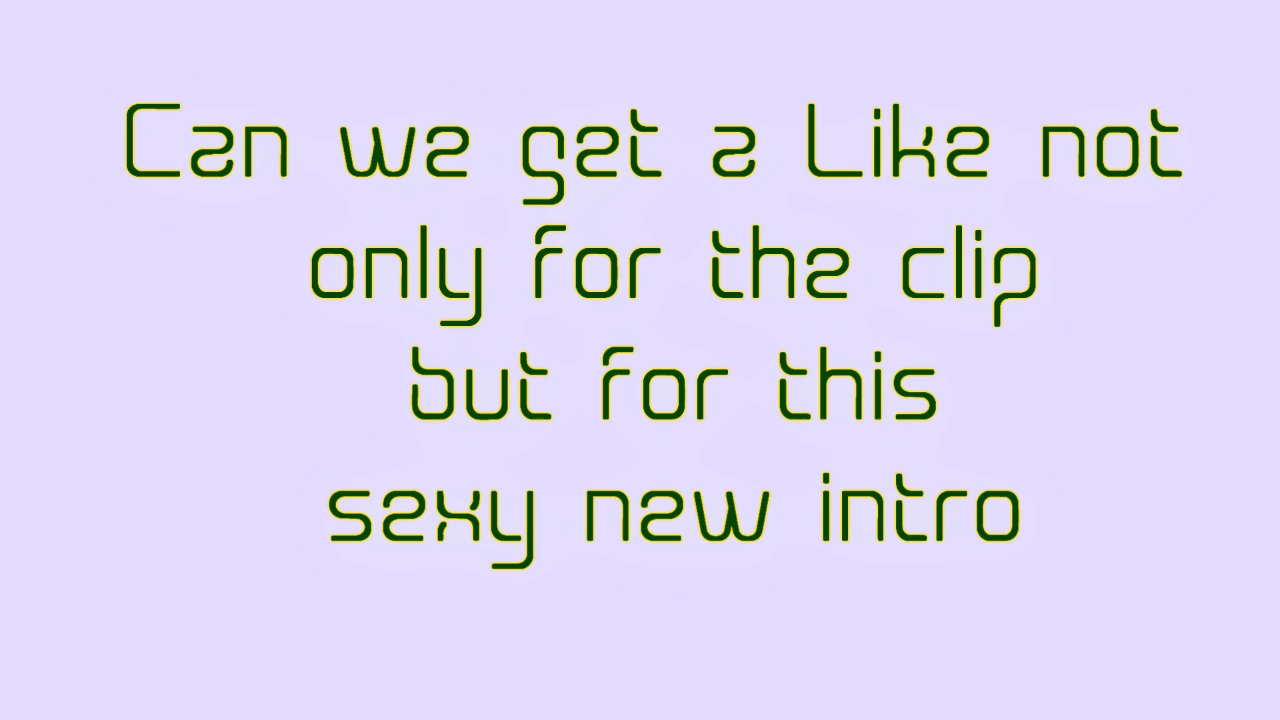 Can we get a Like not
only for the clip
but for this
sexy new intro